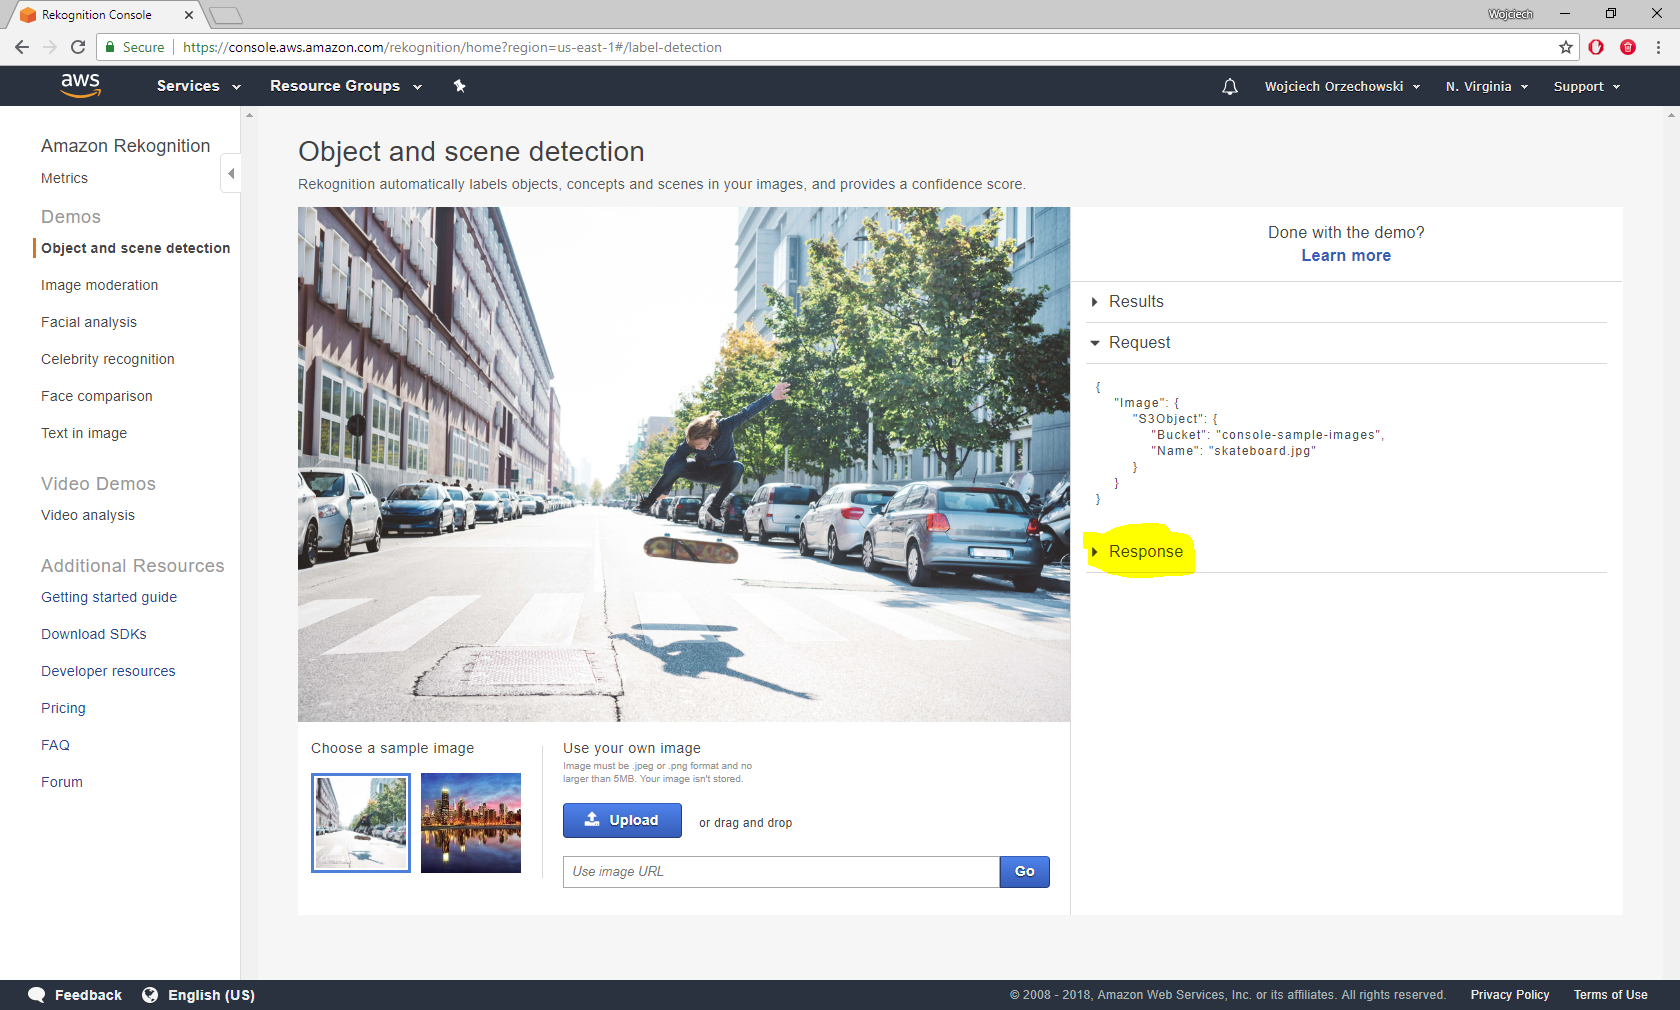 Rekognition Console
Wojciech
Secure
https://console.aws.amazon.com/rekognition/home?region=us-east-1#/label-detection
aws
Services
Resource Groups
Wojciech Orzechowski
N. Virginia
Support
Amazon Rekognition
Metrics
Demos
Object and scene detection
Image moderation
Facial analysis
Celebrity recognition
Face comparison
Text in image
Video Demos
Video analysis
Additional Resources
Getting started guide
Download SDKs
Developer resources
Pricing
FAQ
Forum
Object and scene detection
Rekognition automatically labels objects, concepts and scenes in your images, and provides a confidence score.
Choose a sample image
Use your own image
Image must be .jpeg or .png format and no
larger than 5MB. Your image isn't stored.
Upload
or drag and drop
Use image URL
Go
Done with the demo?
Learn more
Results
Request
{
"Image": {
"S3Object": {
"Bucket": "console-sample-images",
"Name": "skateboard.jpg"
}
}
}
Response
Feedback
English (US)
© 2008 - 2018, Amazon Web Services, Inc. or its affiliates. All rights reserved.
Privacy Policy
Terms of Use